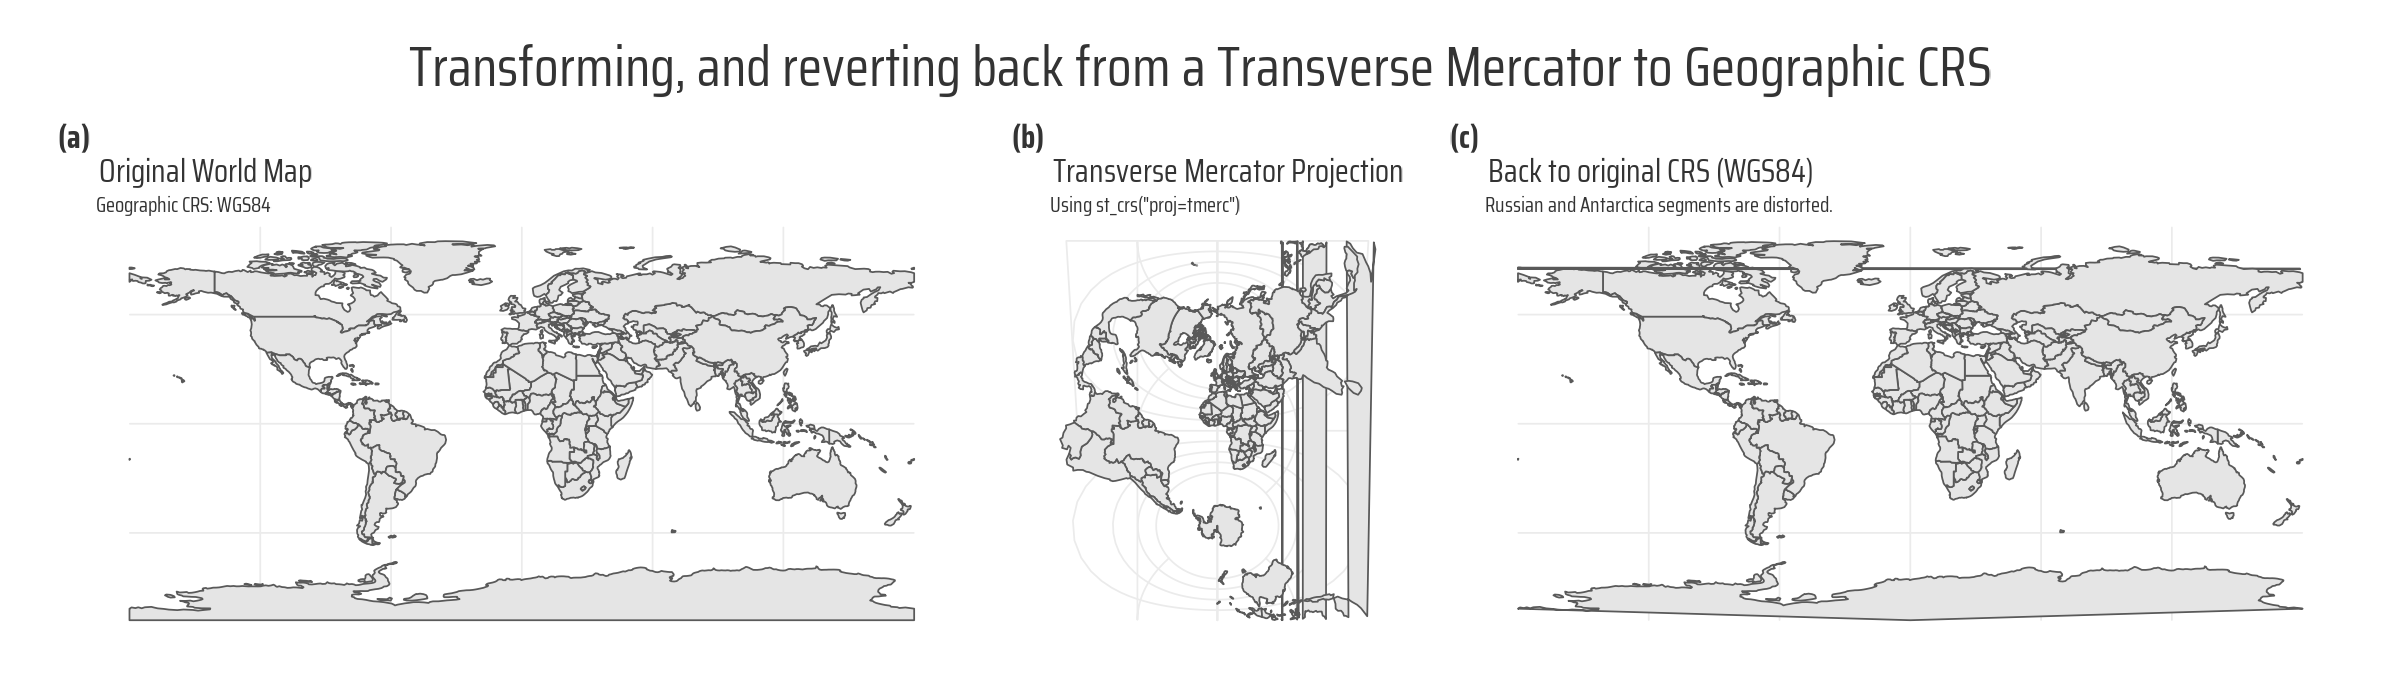 Transforming, and reverting back from a Transverse Mercator to Geographic CRS
(a)
Original World Map
Geographic CRS: WGS84
(b)
Transverse Mercator Projection
Using st_crs("proj=tmerc")
(c)
Back to original CRS (WGS84)
Russian and Antarctica segments are distorted.